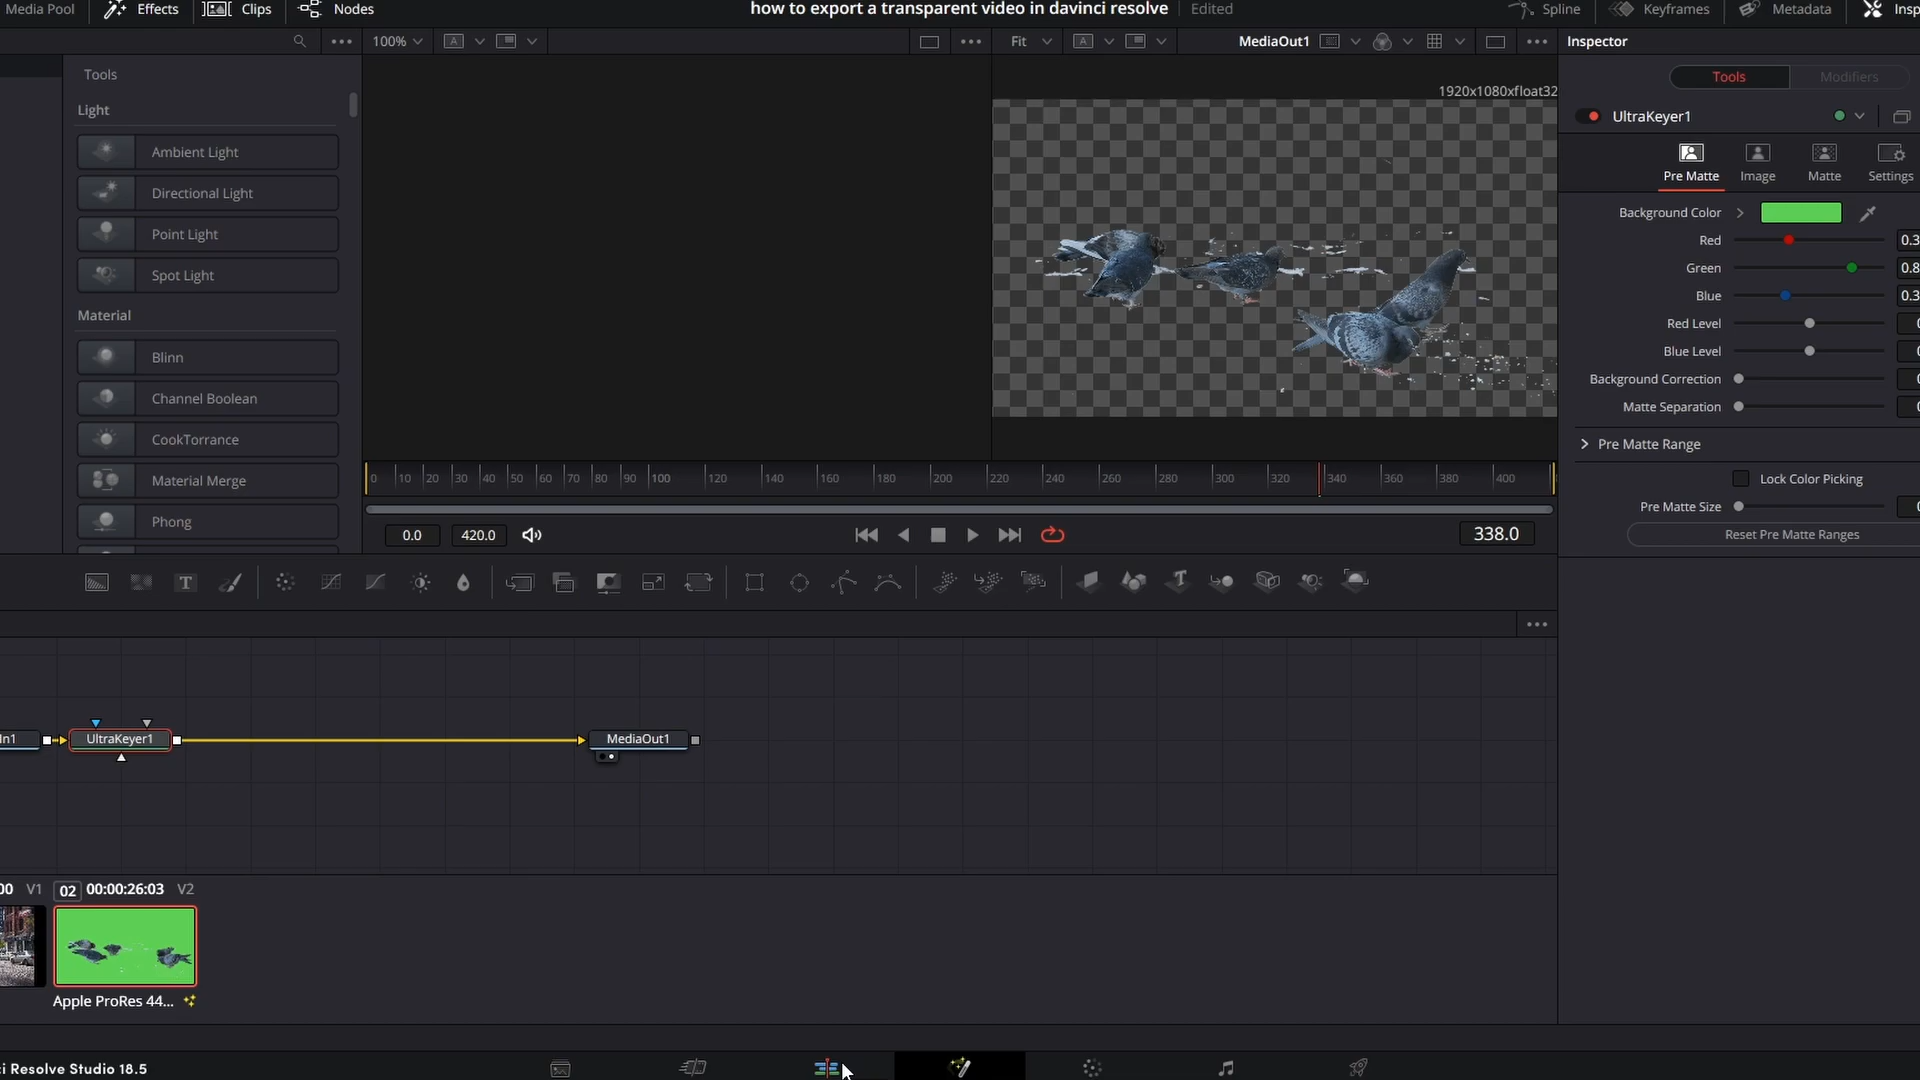 Media Pool
Effects
Clips
Nodes
how to export a transparent video in davinci resolve
Edited
Spline
Keyframes
Metadata
Insp
100%
Fit
MediaOut1
Inspector
Tools
Tools
Modifiers
1920x1080xfloat32
Light
UltraKeyer1
Ambient Light
Directional Light
Point Light
Spot Light
Pre Matte
Image
Matte
Settings
Background Color
Red
0.3
Green
0.8
Blue
0.3
Red Level
Blue Level
Background Correction
Matte Separation
Pre Matte Range
Lock Color Picking
Pre Matte Size
Reset Pre Matte Ranges
Material
Blinn
Channel Boolean
CookTorrance
Material Merge
Phong
0 10 20 30 40 50 60 70 80 90 100 120 140 160 180 200 220 240 260 280 300 320 340 360 380 400
0.0
420.0
338.0
T
In1
UltraKeyer1
MediaOut1
00 V1
02 00:00:26:03 V2
Apple ProRes 44...
ci Resolve Studio 18.5